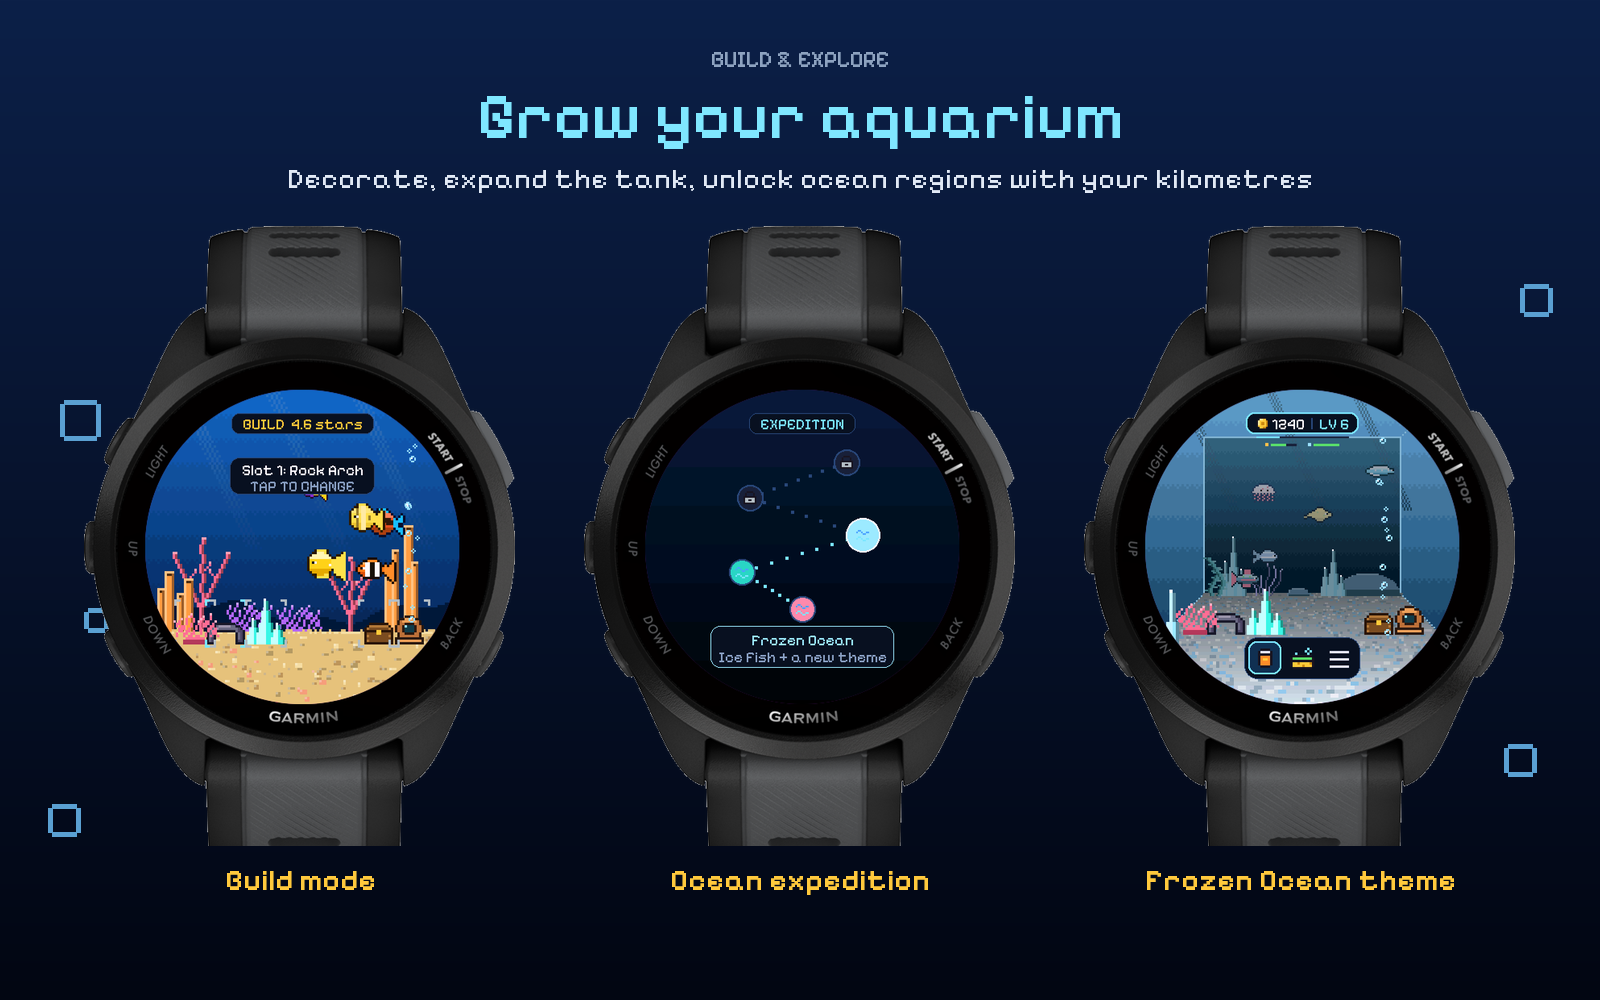 BUILD & EXPLORE
Grow your aquarium
Decorate, expand the tank, unlock ocean regions with your kilometres
BUILD 4.6 stars
Slot 1: Rock Arch
TAP TO CHANGE
LIGHT
UP
DOWN
START
STOP
BACK
GARMIN
EXPEDITION
Frozen Ocean
Ice Fish + a new theme
LIGHT
UP
DOWN
START
STOP
BACK
GARMIN
1240 | LV 6
LIGHT
UP
DOWN
START
STOP
BACK
GARMIN
Build mode
Ocean expedition
Frozen Ocean theme